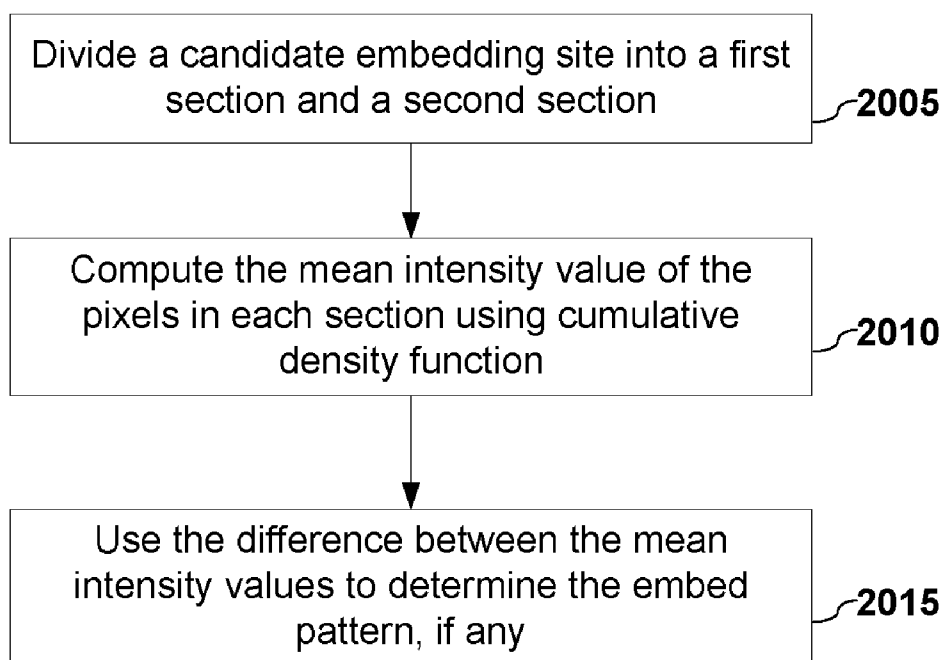 Divide a candidate embedding site into a first
section and a second section
2005
Compute the mean intensity value of the
pixels in each section using cumulative
density function
2010
Use the difference between the mean
intensity values to determine the embed
pattern, if any
2015